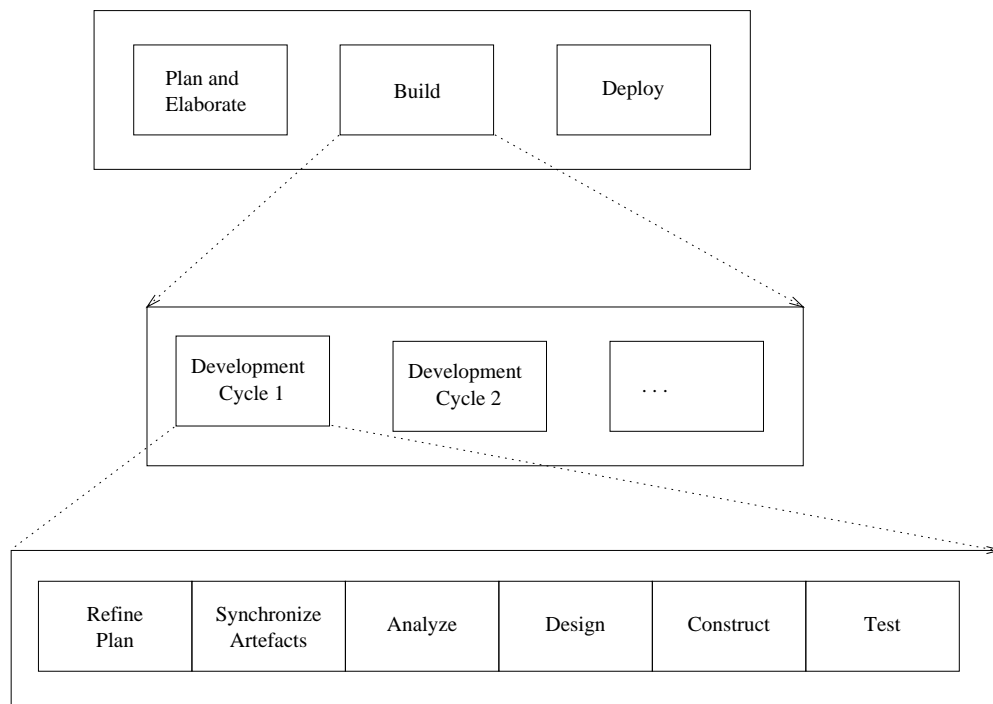 Plan and
Elaborate
Build
Deploy
Development
Cycle 1
Development
Cycle 2
. . .
Refine
Plan
Synchronize
Artefacts
Analyze
Design
Construct
Test